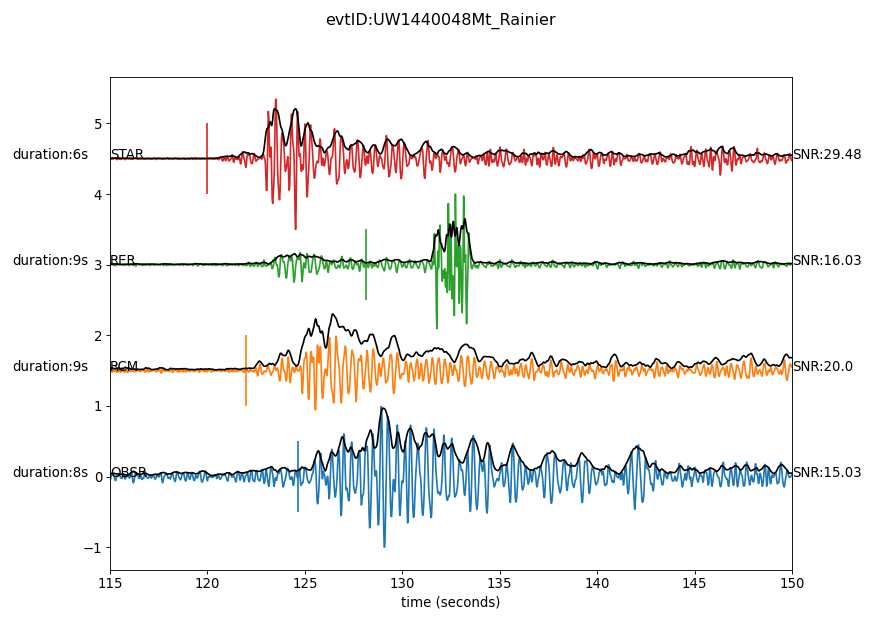 evtID:UW1440048Mt_Rainier
5
duration:6s STAR SNR:29.48
4
duration:9s 3 RER SNR:16.03
2
duration:9s RCM SNR:20.0
1
duration:8s 0 OBSR SNR:15.03
−1
115 120 125 130 135 140 145 150
time (seconds)